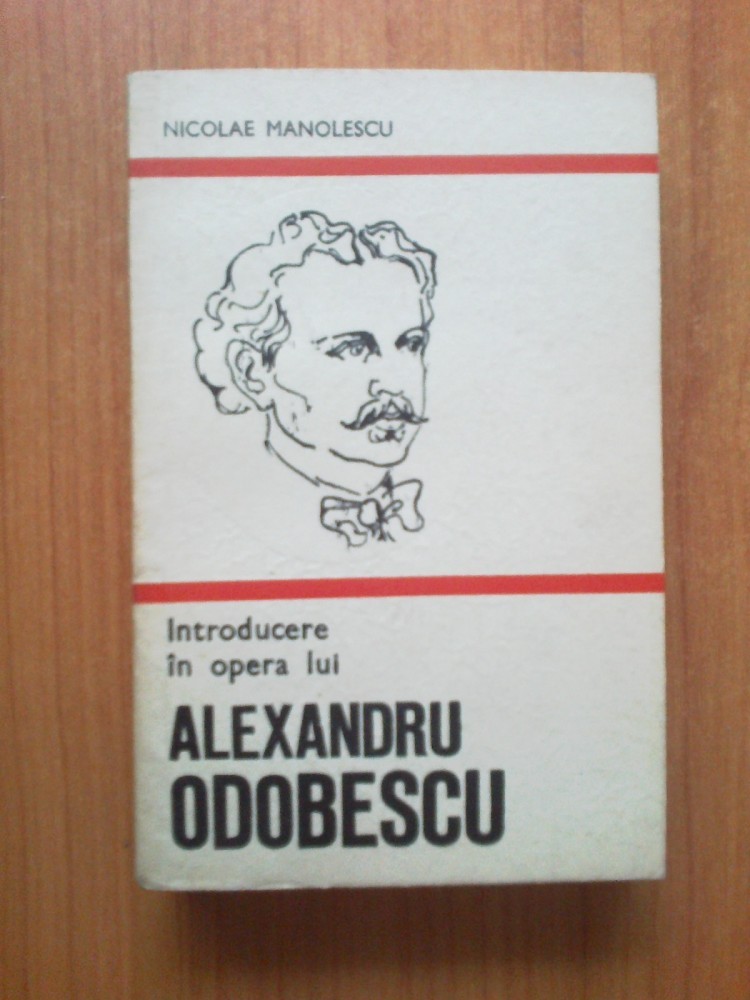 NICOLAE MANOLESCU
Introducere
în opera lui
ALEXANDRU
ODOBESCU